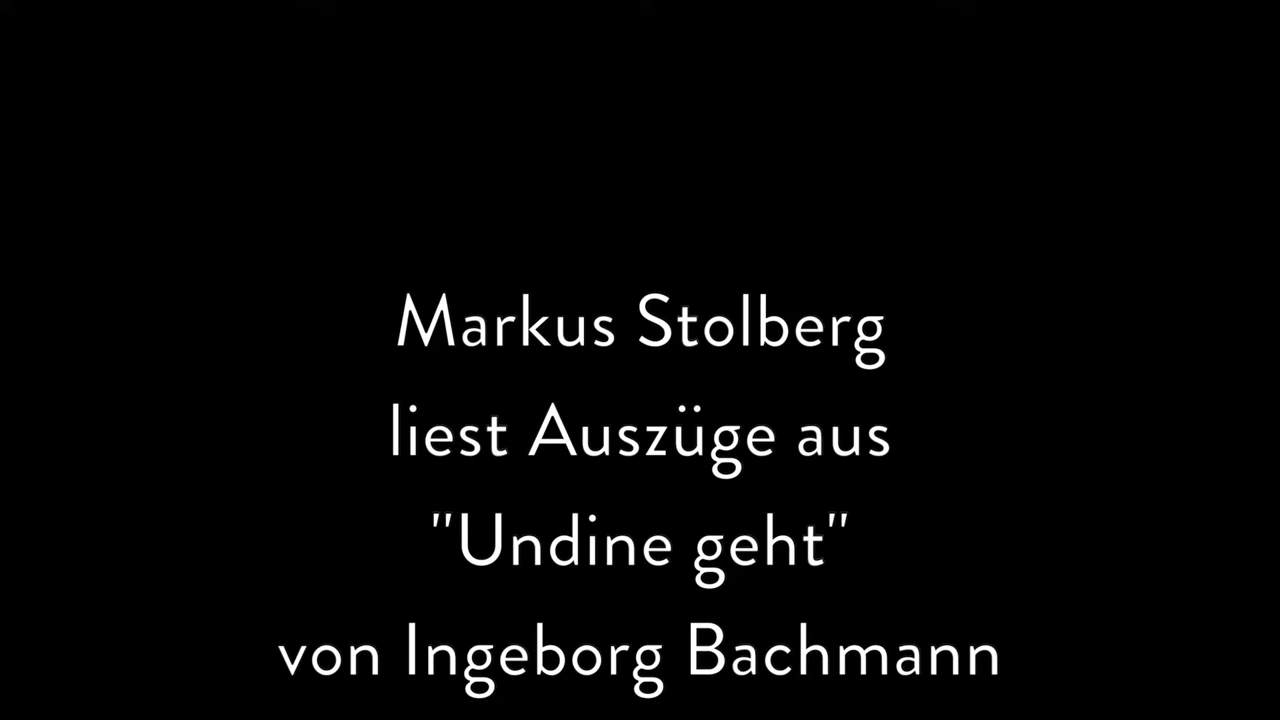 Markus Stolberg
liest Auszüge aus
"Undine geht"
von Ingeborg Bachmann